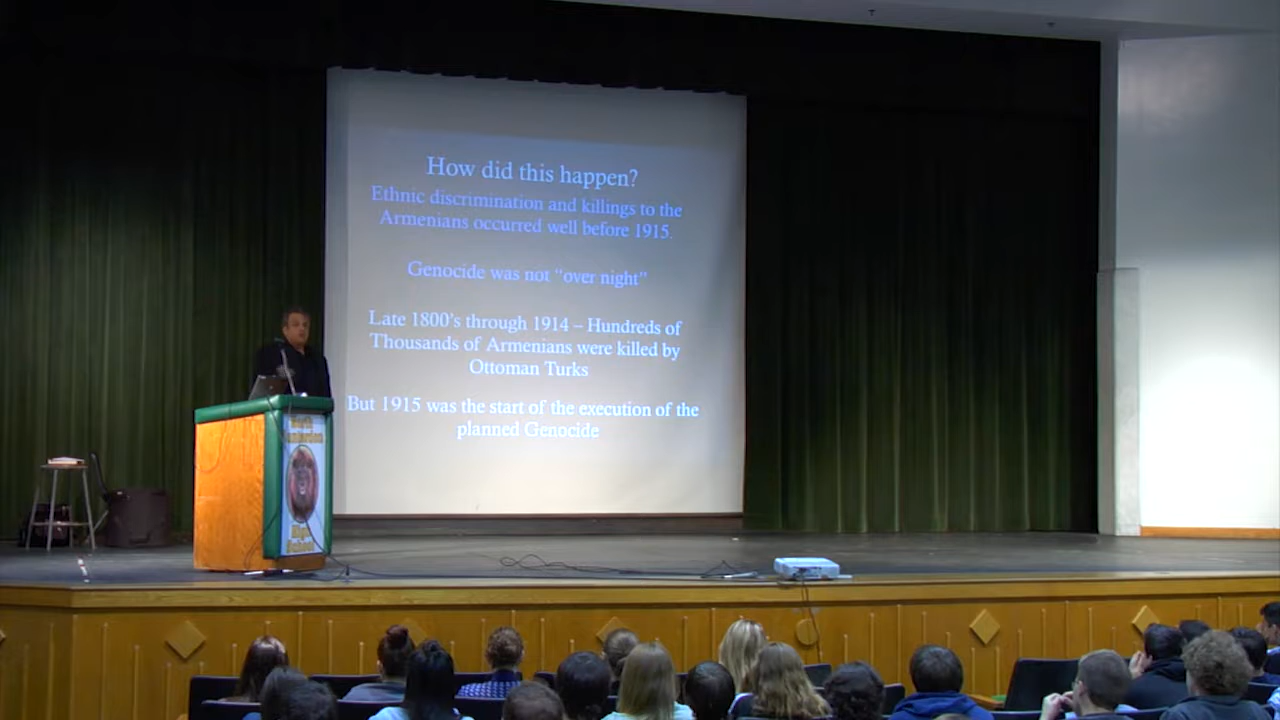 How did this happen?
Ethnic discrimination and killings to the
Armenians occurred well before 1915.
Genocide was not “over night”
Late 1800's through 1914 – Hundreds of
Thousands of Armenians were killed by
Ottoman Turks
But 1915 was the start of the execution of the
planned Genocide